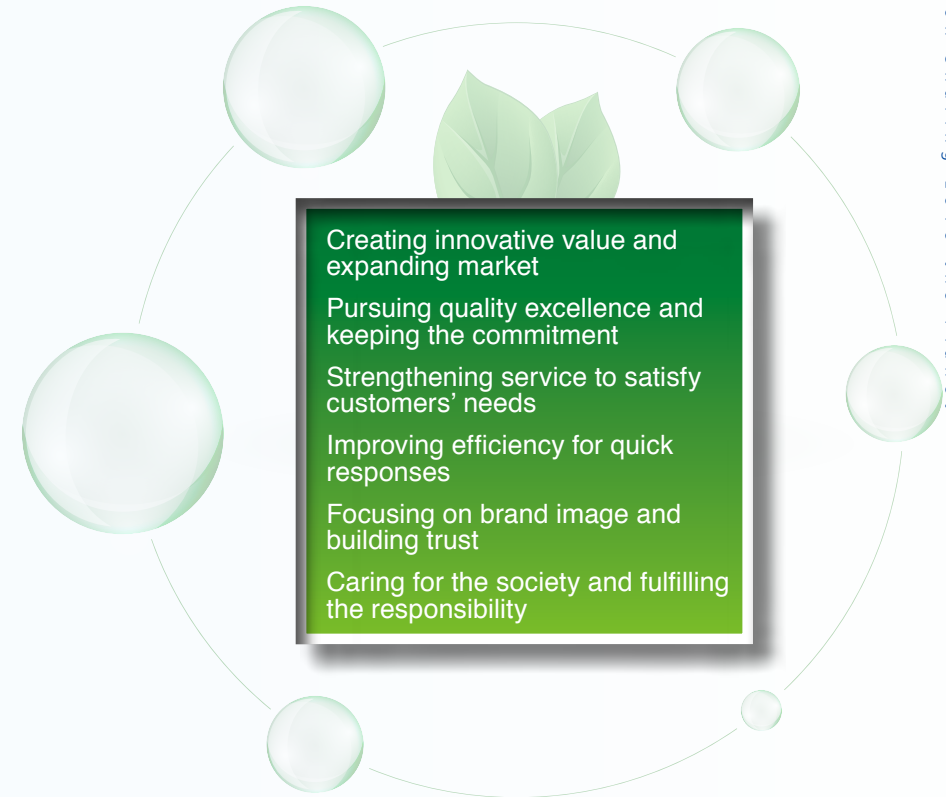 Creating innovative value and
expanding market
Pursuing quality excellence and
keeping the commitment
Strengthening service to satisfy
customers’ needs
Improving efficiency for quick
responses
Focusing on brand image and
building trust
Caring for the society and fulfilling
the responsibility